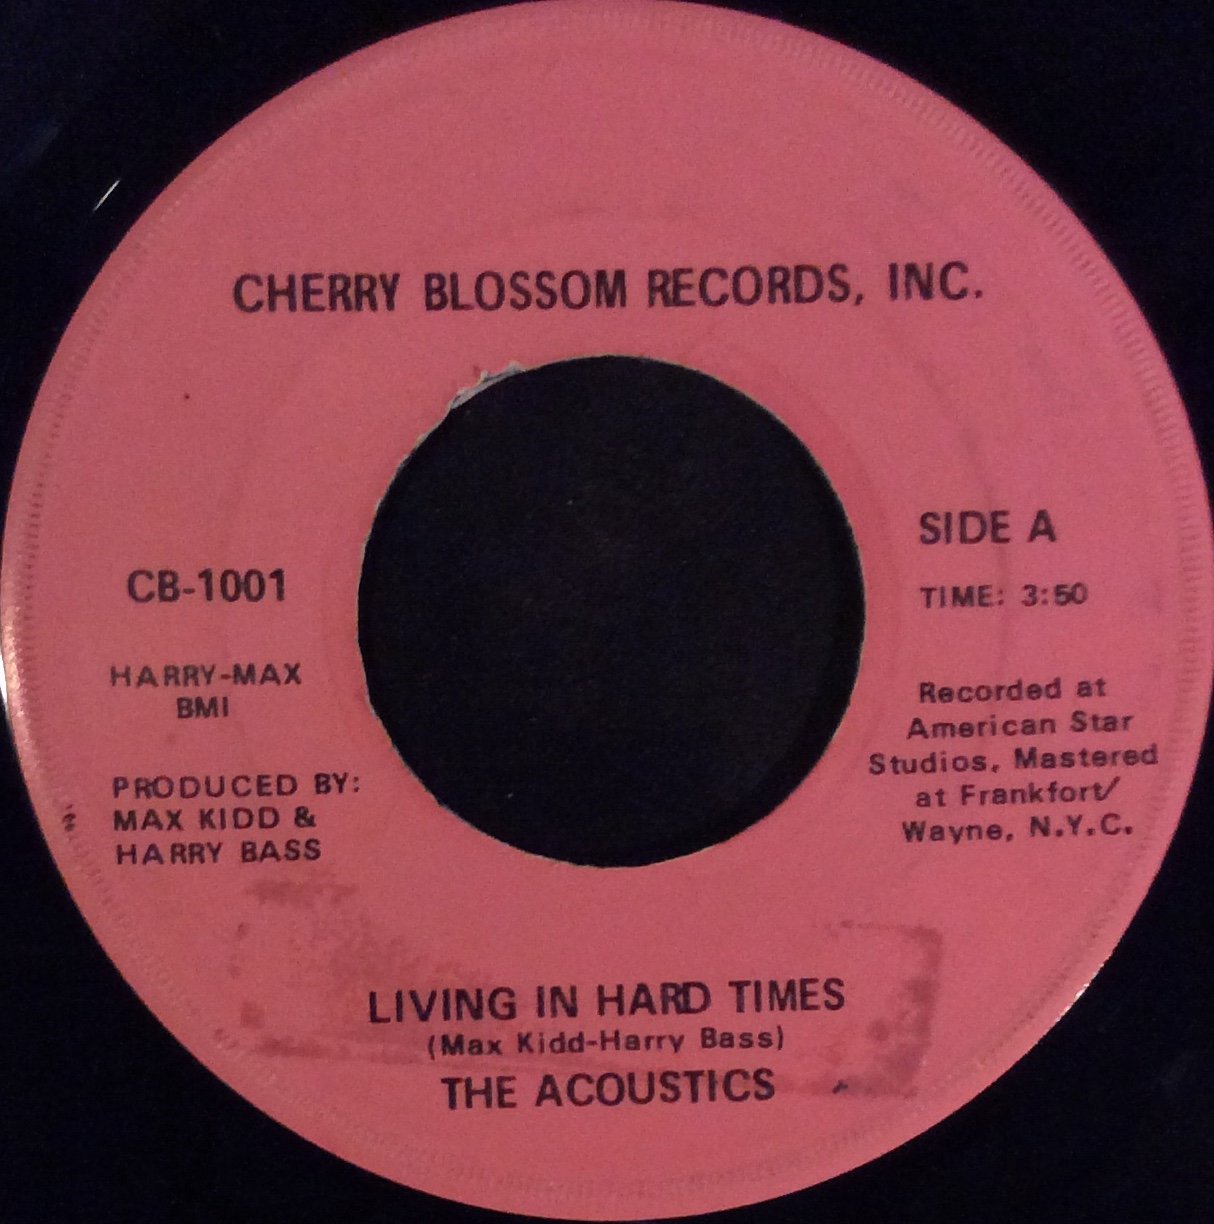 CHERRY BLOSSOM RECORDS, INC.
SIDE A
TIME: 3:50
CB-1001
HARRY-MAX
BMI
PRODUCED BY:
MAX KIDD &
HARRY BASS
Recorded at
American Star
Studios, Mastered
at Frankfort/
Wayne, N.Y.C.
LIVING IN HARD TIMES
(Max Kidd-Harry Bass)
THE ACOUSTICS